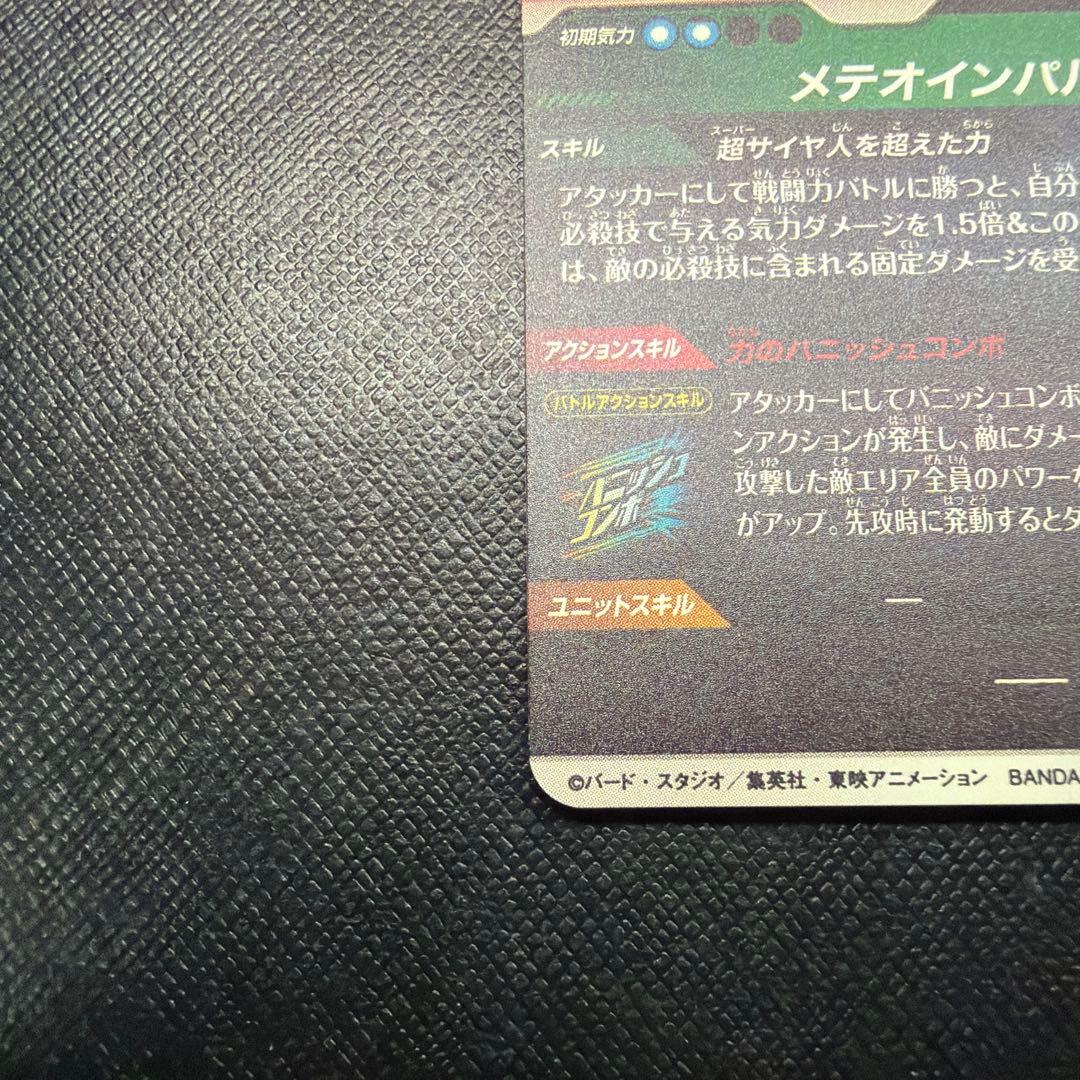 初期気力
メテオインパル
スキル 超サイヤ人を超えた力
アタッカーにして戦闘力バトルに勝つと、自分
必殺技で与える気力ダメージを1.5倍&この
は、敵の必殺技に含まれる固定ダメージを受
アクションスキル 力のバニッシュコンボ
バトルアクションスキル
アタッカーにしてバニッシュコンボ
ンアクションが発生し、敵にダメー
攻撃した敵エリア全員のパワー
がアップ。先攻時に発動するとダ
バニッシュ
コンボ
ユニットスキル ―
―
©バード・スタジオ／集英社・東映アニメーション BANDA